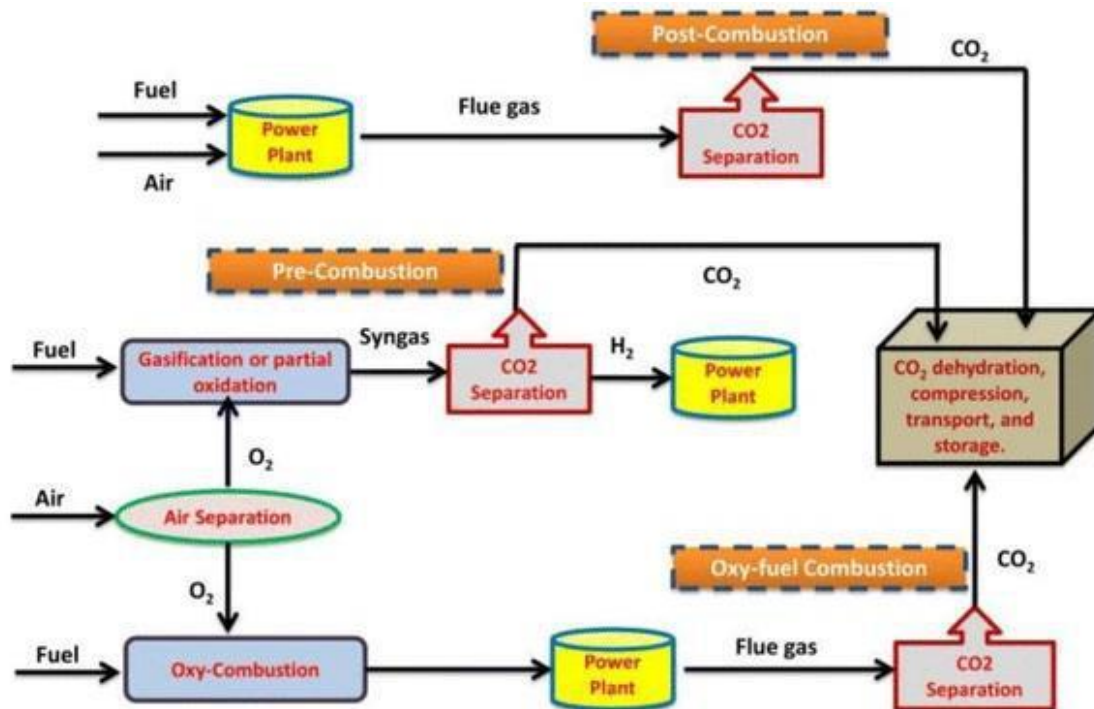 Post-Combustion
CO₂
Fuel
Flue gas
Power
Plant
CO2
Separation
Air
Pre-Combustion
CO₂
Fuel
Gasification or partial
oxidation
Syngas
CO2
Separation
H₂
Power
Plant
CO₂ dehydration,
compression,
transport, and
storage.
O₂
Air
Air Separation
O₂
Oxy-fuel Combustion
CO₂
Fuel
Oxy-Combustion
Power
Plant
Flue gas
CO2
Separation